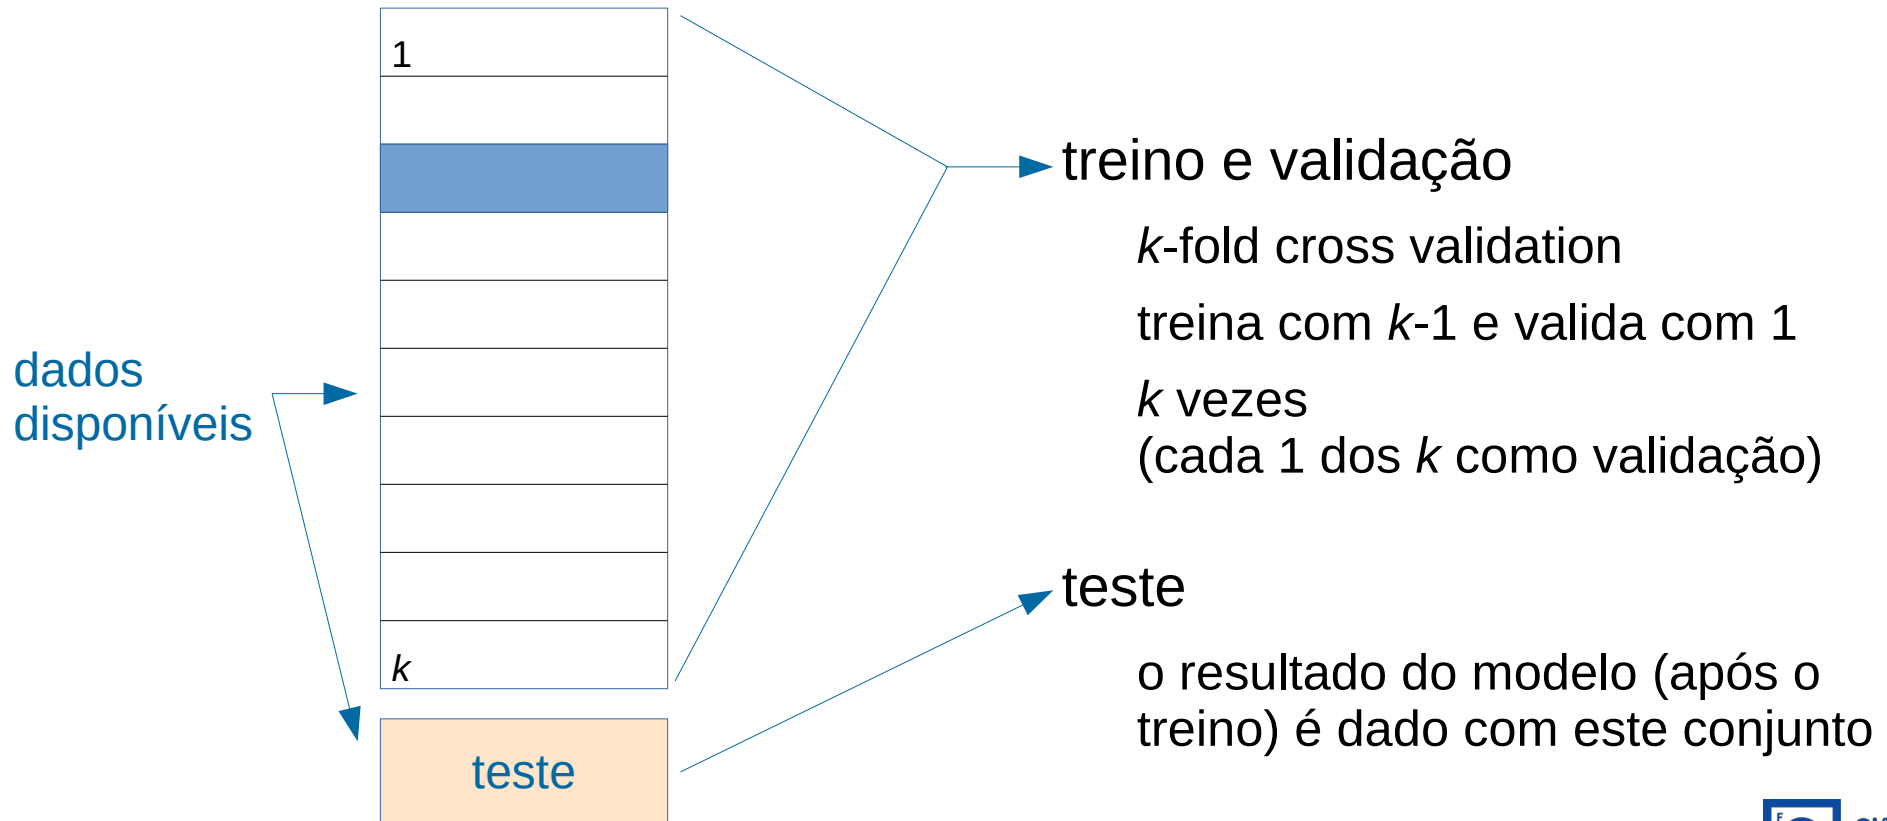 1
treino e validação
k-fold cross validation
treina com k-1 e valida com 1
k vezes
(cada 1 dos k como validação)
dados
disponíveis
k
teste
o resultado do modelo (após o
treino) é dado com este conjunto
teste
F